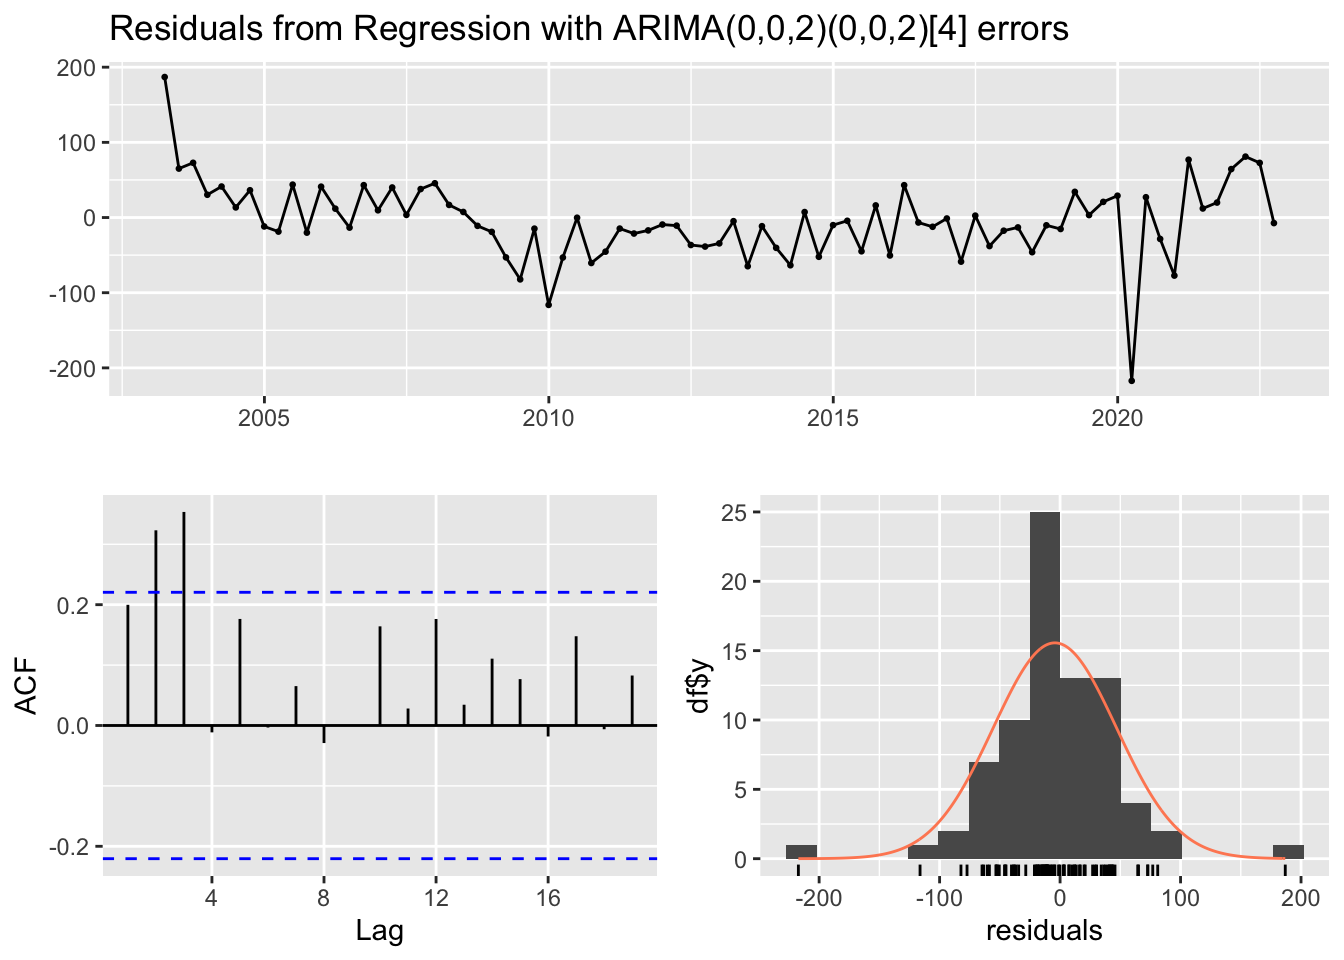 Residuals from Regression with ARIMA(0,0,2)(0,0,2)[4] errors
200
100
0
-100
-200
2005 2010 2015 2020
ACF
0.2
0.0
-0.2
4 8 12 16
Lag
df$y
25
20
15
10
5
0
-200 -100 0 100 200
residuals